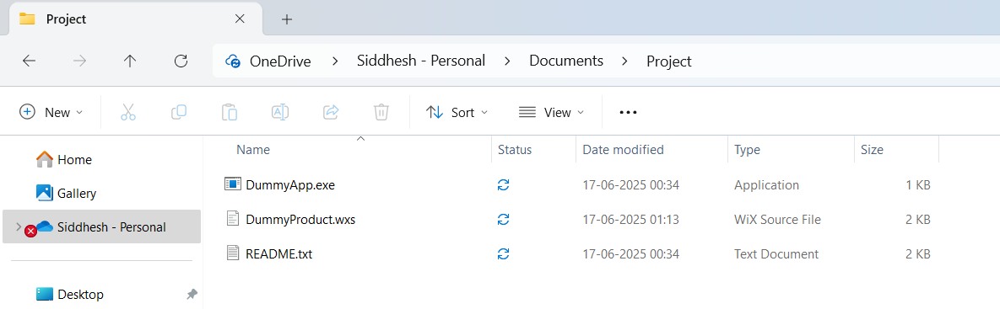 Project
OneDrive > Siddhesh - Personal > Documents > Project
New Sort View
Name Status Date modified Type Size
Home
Gallery
Siddhesh - Personal
Desktop
DummyApp.exe 17-06-2025 00:34 Application 1 KB
DummyProduct.wxs 17-06-2025 01:13 WiX Source File 2 KB
README.txt 17-06-2025 00:34 Text Document 2 KB